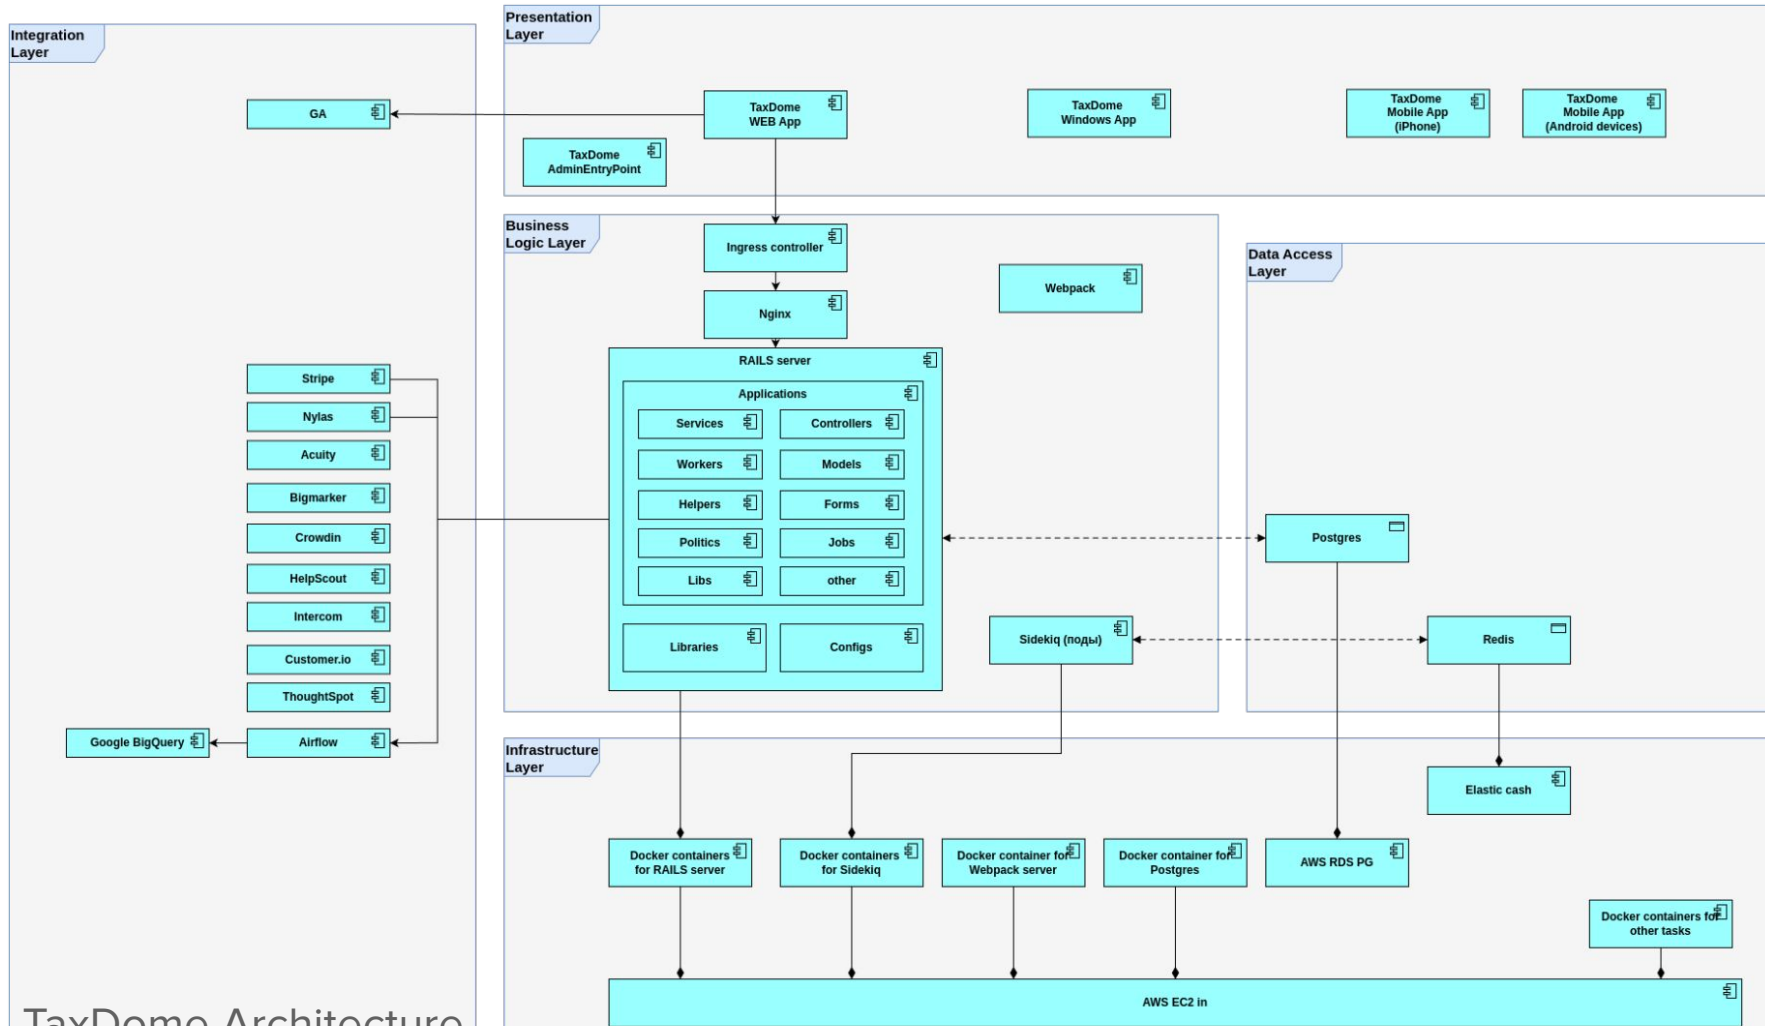 Integration
Layer
GA
Stripe
Nylas
Acuity
Bigmarker
Crowdin
HelpScout
Intercom
Customer.io
ThoughtSpot
Google BigQuery
Airflow
TaxDome Architecture
Presentation
Layer
TaxDome
WEB App
TaxDome
AdminEntryPoint
TaxDome
Windows App
TaxDome
Mobile App
(iPhone)
TaxDome
Mobile App
(Android devices)
Business
Logic Layer
Ingress controller
Nginx
Webpack
RAILS server
Applications
Services
Controllers
Workers
Models
Helpers
Forms
Politics
Jobs
Libs
other
Libraries
Configs
Sidekiq (поды)
Data Access
Layer
Postgres
Redis
Infrastructure
Layer
Elastic cash
Docker containers
for RAILS server
Docker containers
for Sidekiq
Docker container for
Webpack server
Docker container for
Postgres
AWS RDS PG
Docker containers for
other tasks
AWS EC2 in